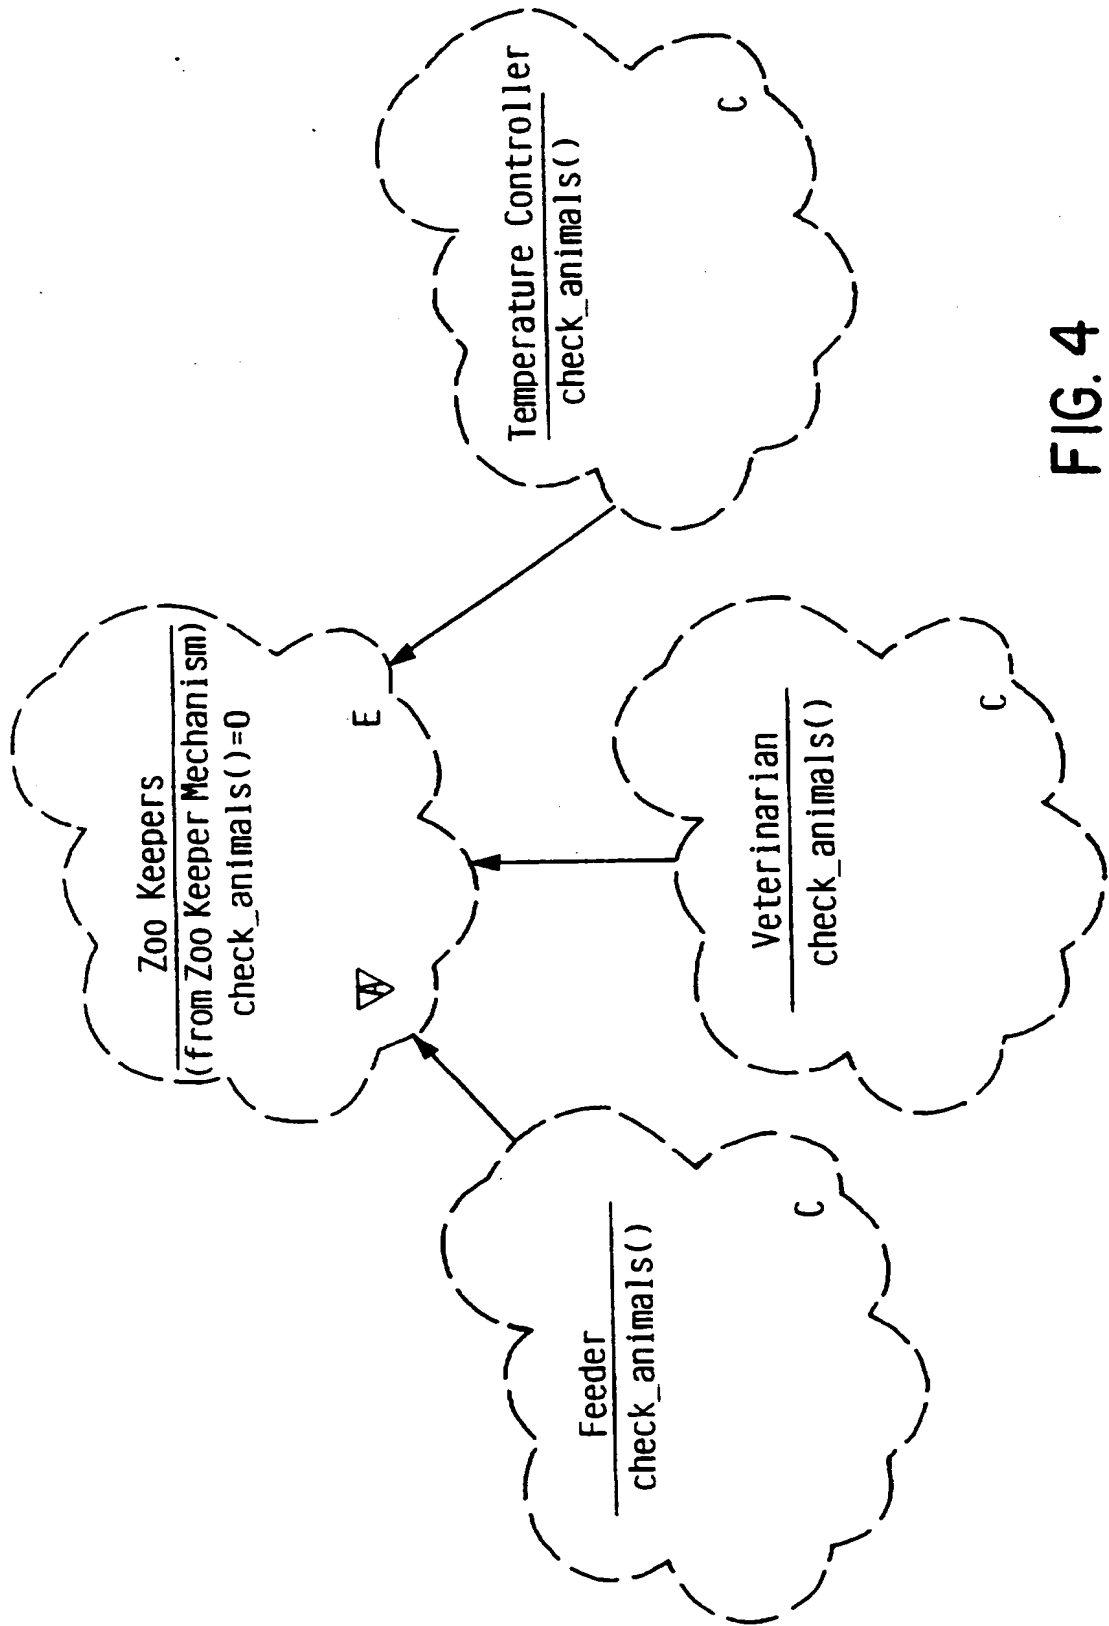 Zoo Keepers
(from Zoo Keeper Mechanism)
check_animals()=0
A
E
Feeder
check_animals()
C
Veterinarian
check_animals()
C
Temperature Controller
check_animals()
C
FIG. 4